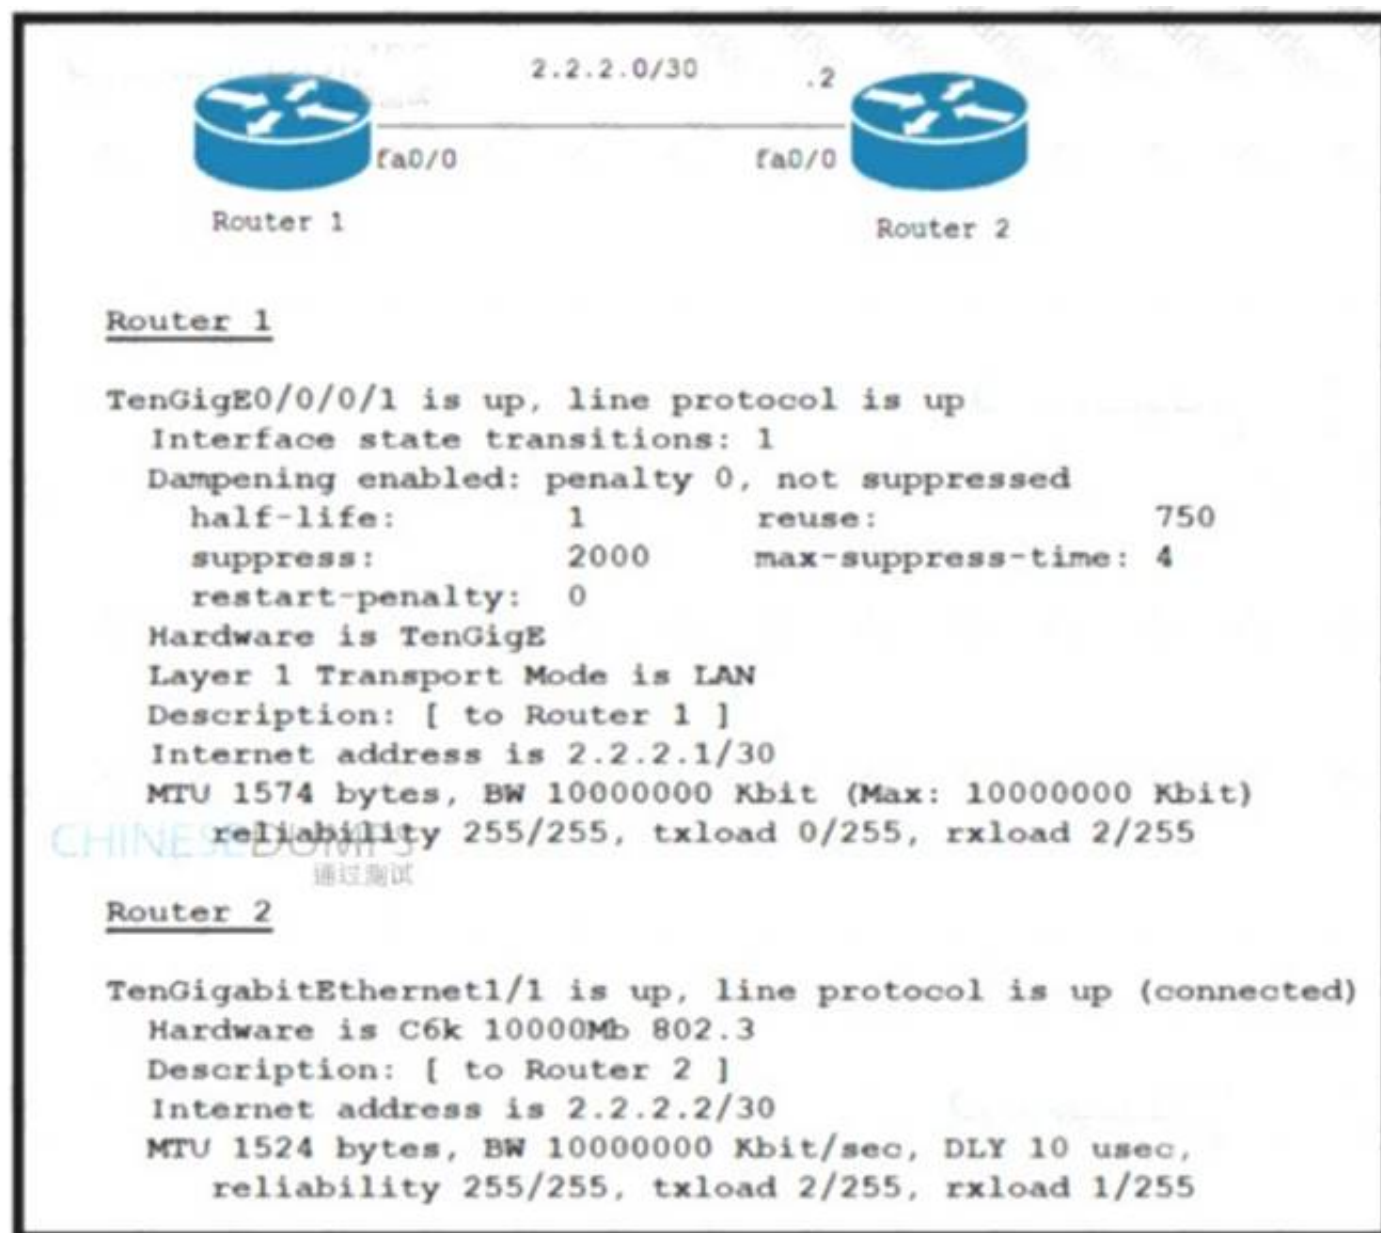 2.2.2.0/30
.2
fa0/0
fa0/0
Router 1
Router 2
Router 1
TenGigE0/0/0/1 is up, line protocol is up
Interface state transitions: 1
Dampening enabled: penalty 0, not suppressed
half-life: 1 reuse: 750
suppress: 2000 max-suppress-time: 4
restart-penalty: 0
Hardware is TenGigE
Layer 1 Transport Mode is LAN
Description: [ to Router 1 ]
Internet address is 2.2.2.1/30
MTU 1574 bytes, BW 10000000 Kbit (Max: 10000000 Kbit)
reliability 255/255, txload 0/255, rxload 2/255
CHINESEDUMPS
通过测试
Router 2
TenGigabitEthernet1/1 is up, line protocol is up (connected)
Hardware is C6k 10000Mb 802.3
Description: [ to Router 2 ]
Internet address is 2.2.2.2/30
MTU 1524 bytes, BW 10000000 Kbit/sec, DLY 10 usec,
reliability 255/255, txload 2/255, rxload 1/255